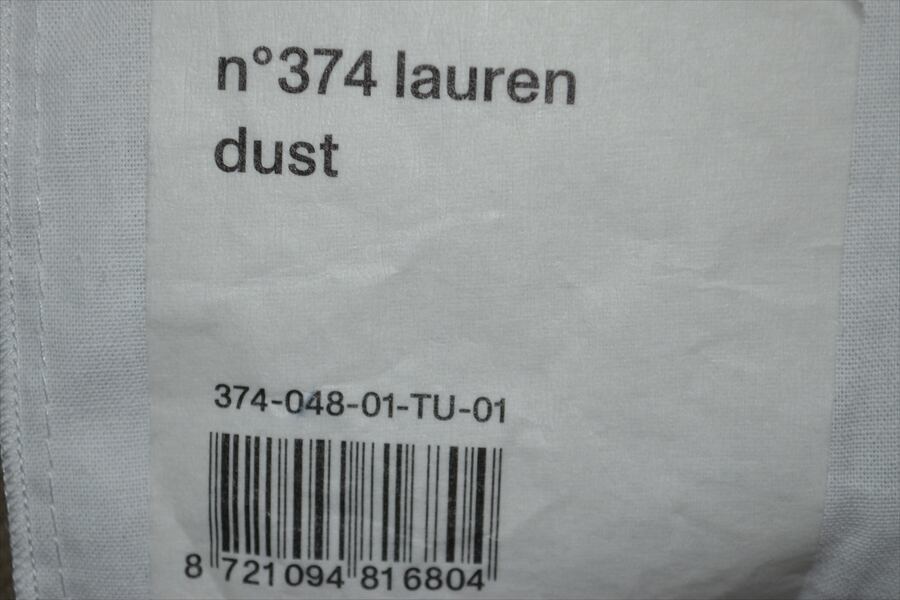 n°374 lauren
dust
374-048-01-TU-01
8 721094 816804